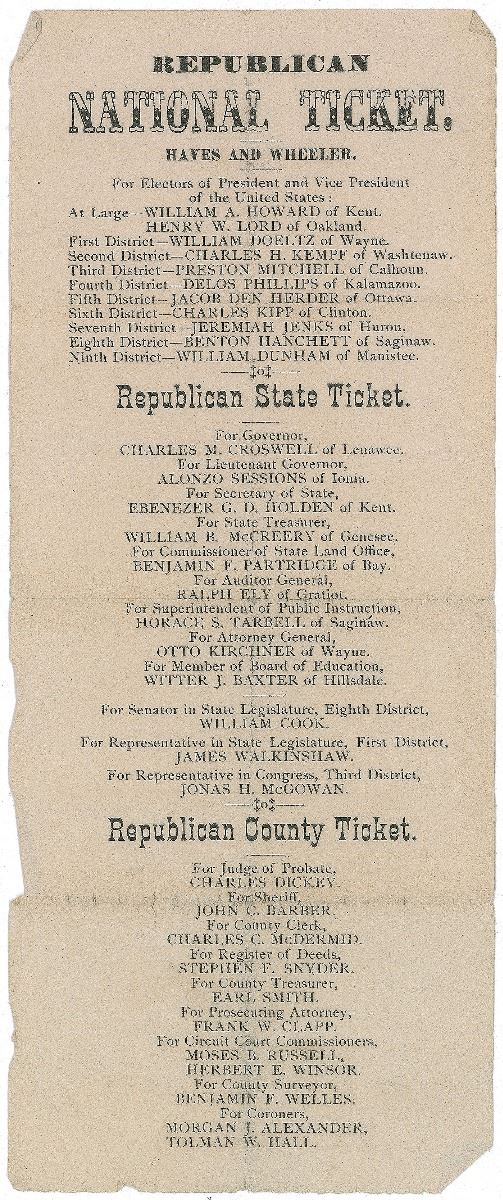 REPUBLICAN
NATIONAL TICKET.
HAYES AND WHEELER.
For Electors of President and Vice President
of the United States:
At Large—WILLIAM A. HOWARD of Kent.
HENRY W. LORD of Oakland.
First District—WILLIAM DOELTZ of Wayne.
Second District—CHARLES H. KEMPF of Washtenaw.
Third District—PRESTON MITCHELL of Calhoun.
Fourth District—DELOS PHILLIPS of Kalamazoo.
Fifth District—JACOB DEN HERDER of Ottawa.
Sixth District—CHARLES KIPP of Clinton.
Seventh District—JEREMIAH JENKS of Huron.
Eighth District—BENTON HANCHETT of Saginaw.
Ninth District—WILLIAM DUNHAM of Manistee.
Republican State Ticket.
For Governor,
CHARLES M. CROSWELL of Lenawee.
For Lieutenant Governor,
ALONZO SESSIONS of Ionia.
For Secretary of State,
EBENEZER G. D. HOLDEN of Kent.
For State Treasurer,
WILLIAM B. McCREERY of Genesee.
For Commissioner of State Land Office,
BENJAMIN F. PARTRIDGE of Bay.
For Auditor General,
RALPH ELY of Gratiot.
For Superintendent of Public Instruction,
HORACE S. TARBELL of Saginaw.
For Attorney General,
OTTO KIRCHNER of Wayne.
For Member of Board of Education,
WITTER J. BAXTER of Hillsdale.
For Senator in State Legislature, Eighth District,
WILLIAM COOK.
For Representative in State Legislature, First District,
JAMES WALKINSHAW.
For Representative in Congress, Third District,
JONAS H. McGOWAN.
Republican County Ticket.
For Judge of Probate,
CHARLES DICKEY.
For Sheriff,
JOHN C. BARBER.
For County Clerk,
CHARLES C. McDERMID.
For Register of Deeds,
STEPHEN F. SNYDER.
For County Treasurer,
EARL SMITH.
For Prosecuting Attorney,
FRANK W. CLAPP.
For Circuit Court Commissioners,
MOSES B. RUSSELL,
HERBERT E. WINSOR.
For County Surveyor,
BENJAMIN F. WELLES.
For Coroners,
MORGAN J. ALEXANDER,
TOLMAN W. HALL.